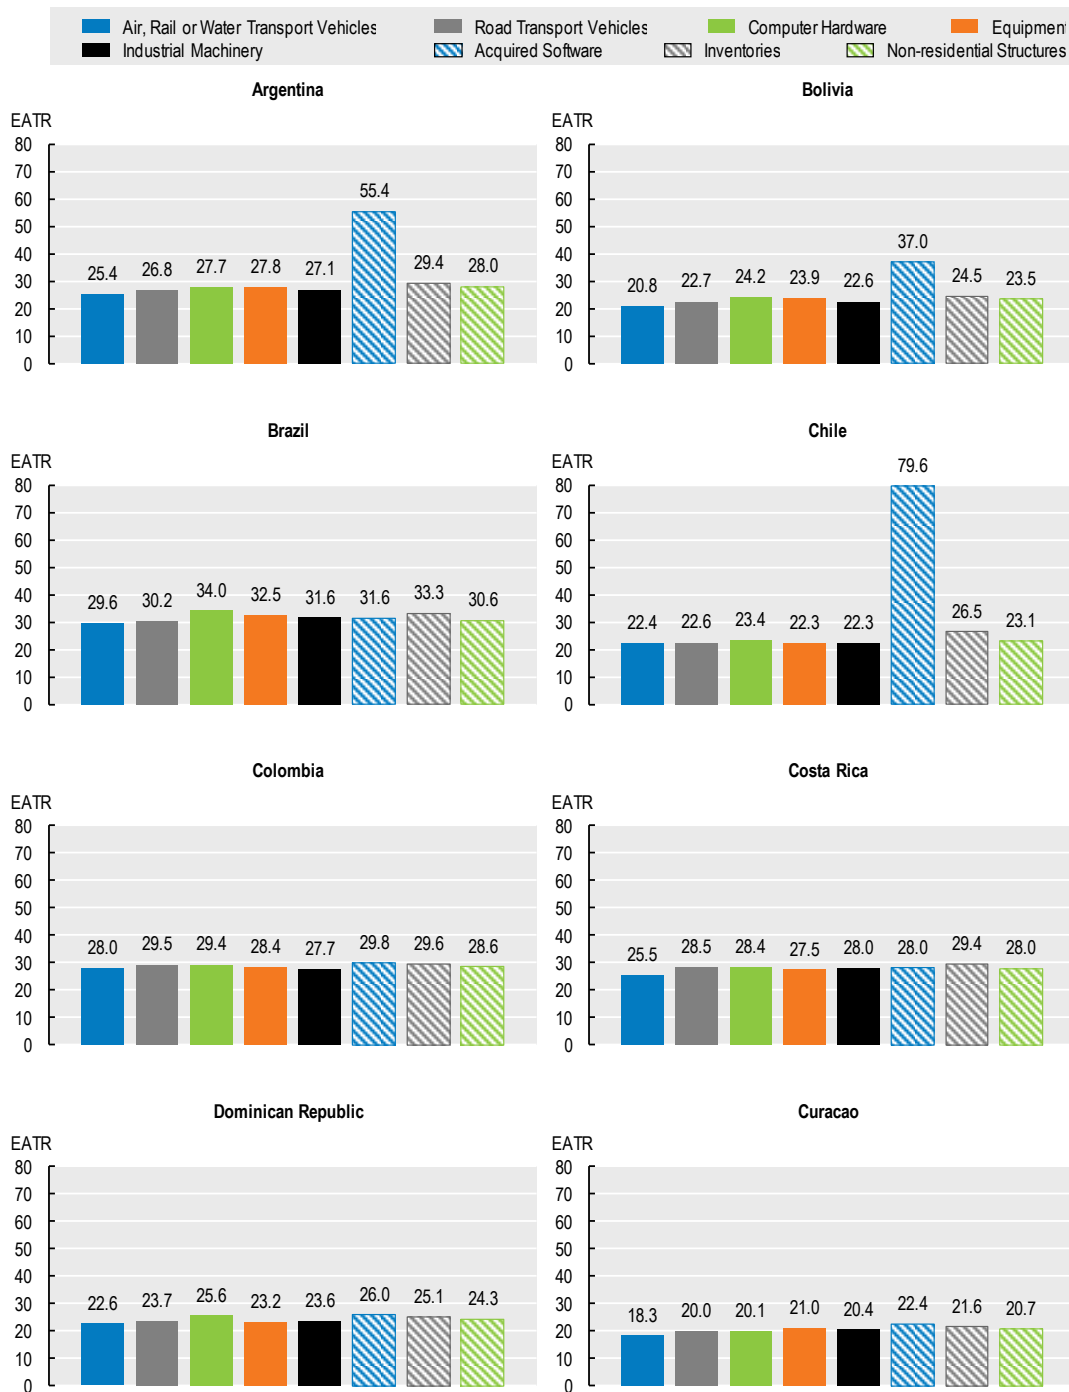 Air, Rail or Water Transport Vehicles Road Transport Vehicles Computer Hardware Equipment
Industrial Machinery Acquired Software Inventories Non-residential Structures
Argentina
EATR
80
70
60
50
40
30
20
10
0
25.4 26.8 27.7 27.8 27.1 55.4 29.4 28.0
Bolivia
EATR
80
70
60
50
40
30
20
10
0
20.8 22.7 24.2 23.9 22.6 37.0 24.5 23.5
Brazil
EATR
80
70
60
50
40
30
20
10
0
29.6 30.2 34.0 32.5 31.6 31.6 33.3 30.6
Chile
EATR
80
70
60
50
40
30
20
10
0
22.4 22.6 23.4 22.3 22.3 79.6 26.5 23.1
Colombia
EATR
80
70
60
50
40
30
20
10
0
28.0 29.5 29.4 28.4 27.7 29.8 29.6 28.6
Costa Rica
EATR
80
70
60
50
40
30
20
10
0
25.5 28.5 28.4 27.5 28.0 28.0 29.4 28.0
Dominican Republic
EATR
80
70
60
50
40
30
20
10
0
22.6 23.7 25.6 23.2 23.6 26.0 25.1 24.3
Curacao
EATR
80
70
60
50
40
30
20
10
0
18.3 20.0 20.1 21.0 20.4 22.4 21.6 20.7